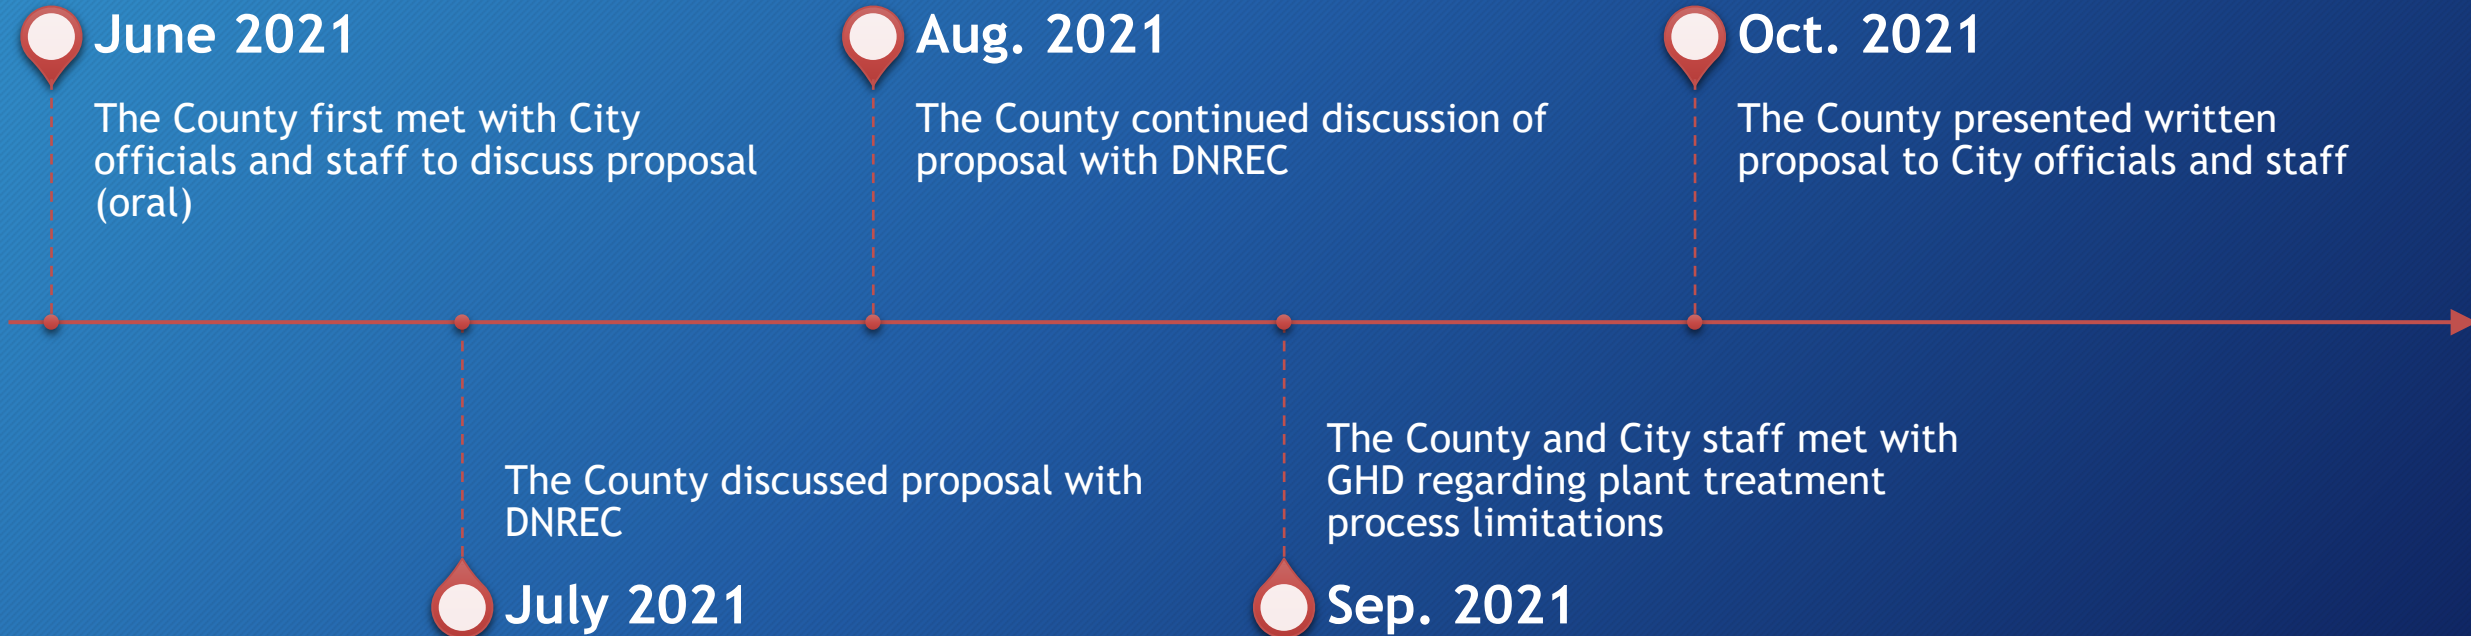 June 2021
The County first met with City
officials and staff to discuss proposal
(oral)
The County discussed proposal with
DNREC
July 2021
Aug. 2021
The County continued discussion of
proposal with DNREC
The County and City staff met with
GHD regarding plant treatment
process limitations
Sep. 2021
Oct. 2021
The County presented written
proposal to City officials and staff